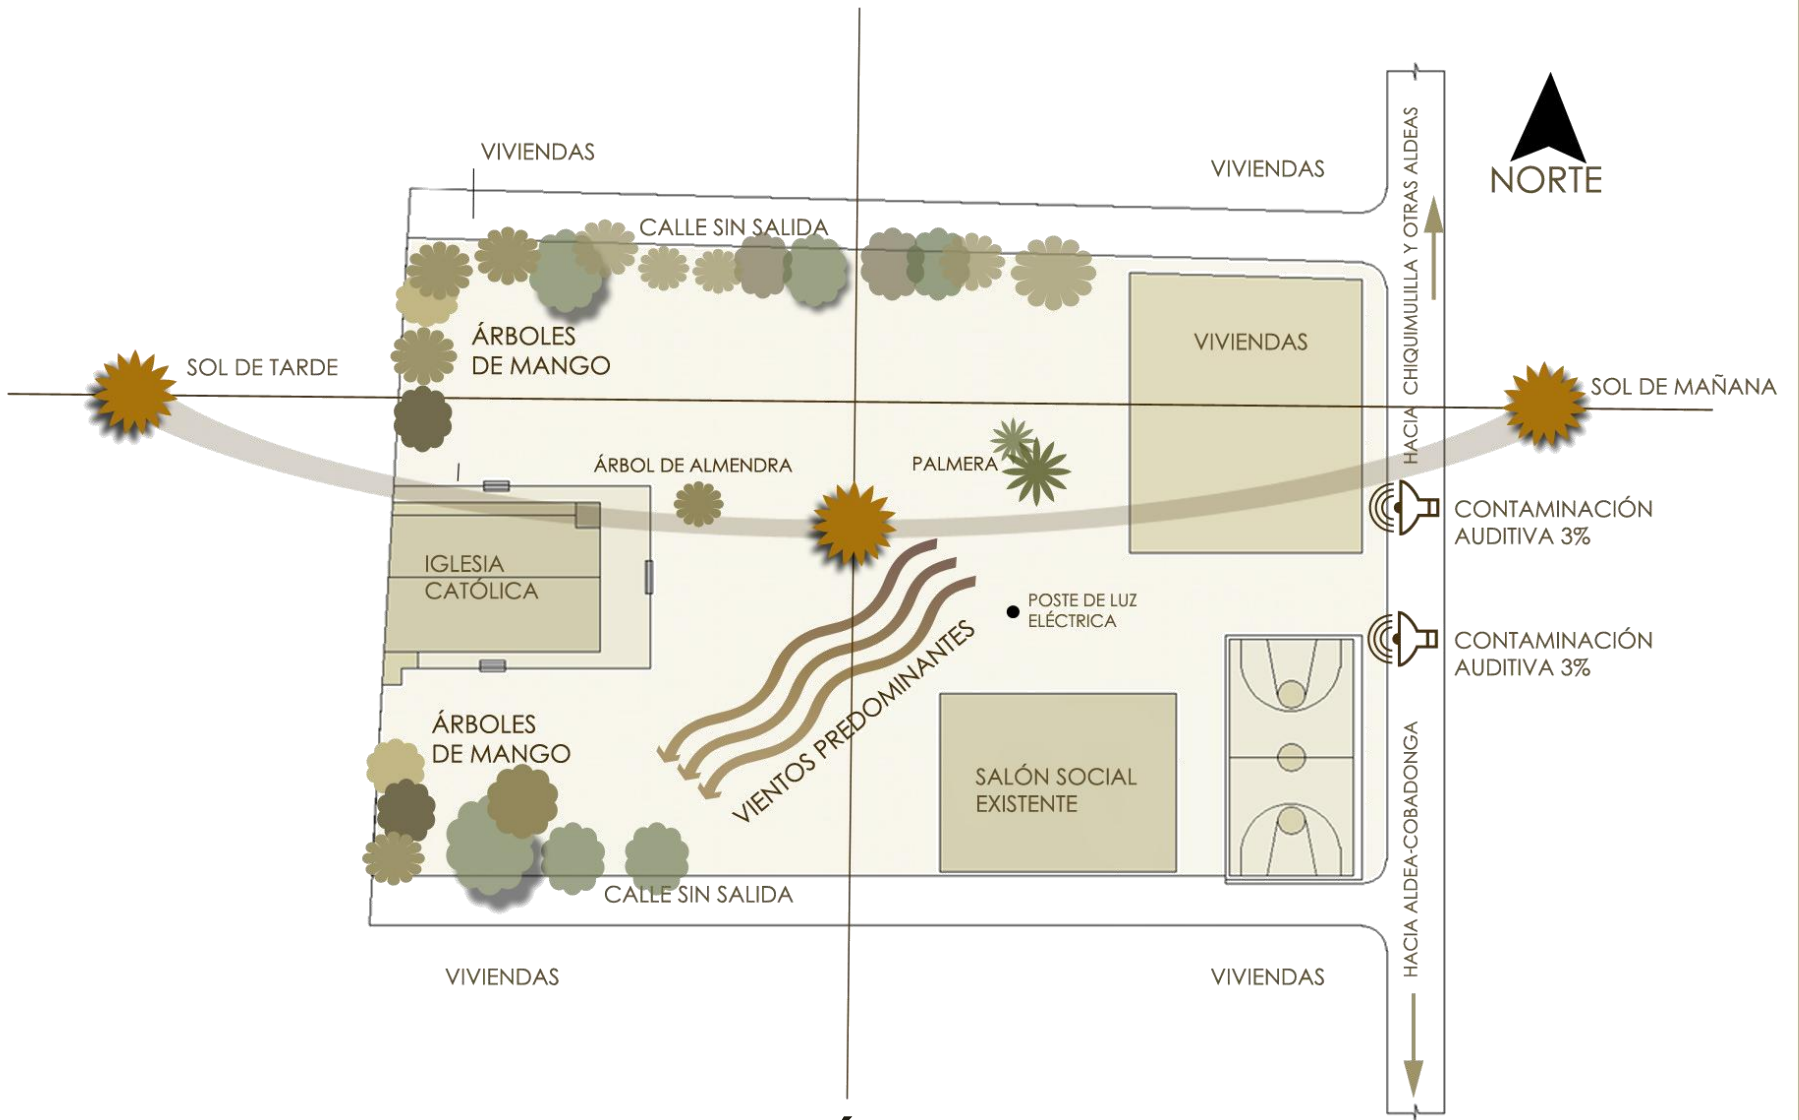 VIVIENDAS
VIVIENDAS
NORTE
CALLE SIN SALIDA
HACIA CHIQUIMULILLA Y OTRAS ALDEAS
ÁRBOLES
DE MANGO
VIVIENDAS
SOL DE TARDE
SOL DE MAÑANA
ÁRBOL DE ALMENDRA
PALMERA
CONTAMINACIÓN
AUDITIVA 3%
IGLESIA
CATÓLICA
POSTE DE LUZ
ELÉCTRICA
CONTAMINACIÓN
AUDITIVA 3%
VIENTOS PREDOMINANTES
ÁRBOLES
DE MANGO
SALÓN SOCIAL
EXISTENTE
HACIA ALDEA-COBADONGA
CALLE SIN SALIDA
VIVIENDAS
VIVIENDAS